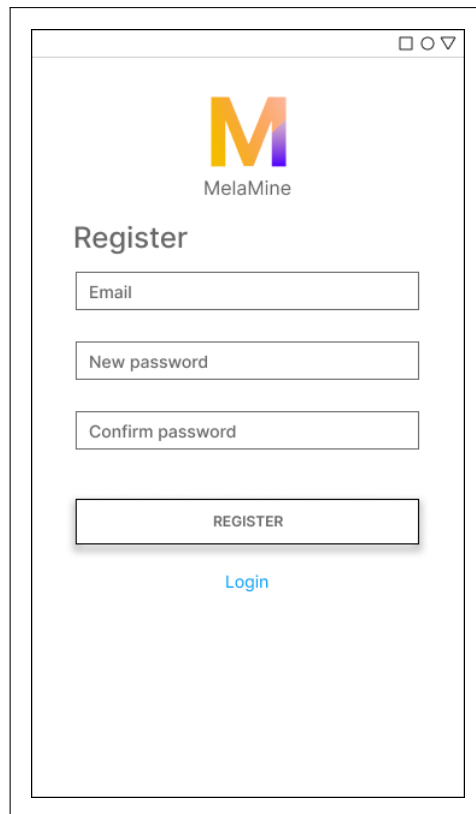 M
MelaMine
Register
Email
New password
Confirm password
REGISTER
Login